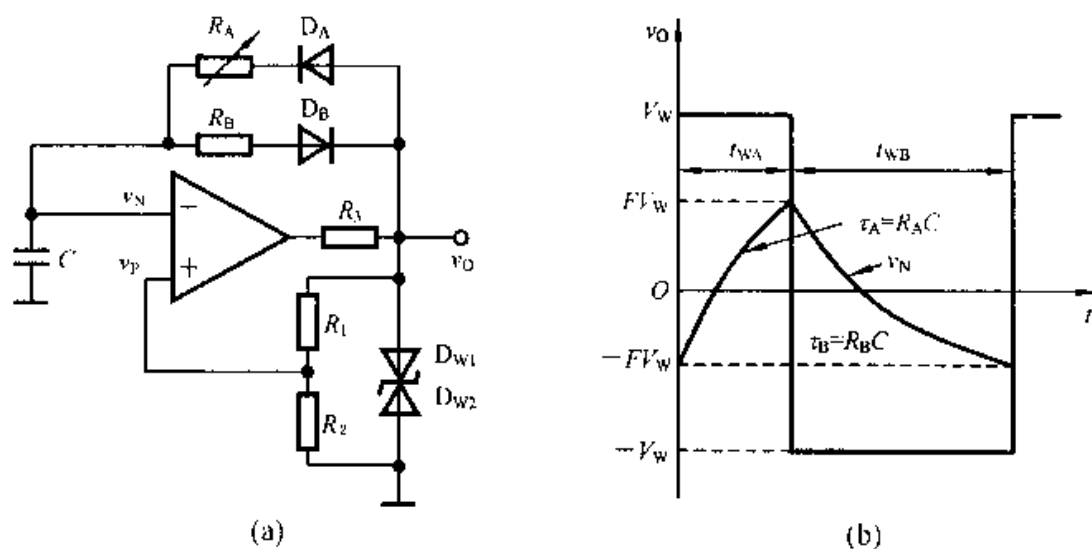 R_A
D_A
R_B
D_B
v_N
−
R_3
C
v_P
+
v_O
R_1
D_W1
D_W2
R_2
(a)
v_O
V_W
t_WA
t_WB
FV_W
τ_A=R_AC
v_N
O
t
τ_B=R_BC
−FV_W
−V_W
(b)